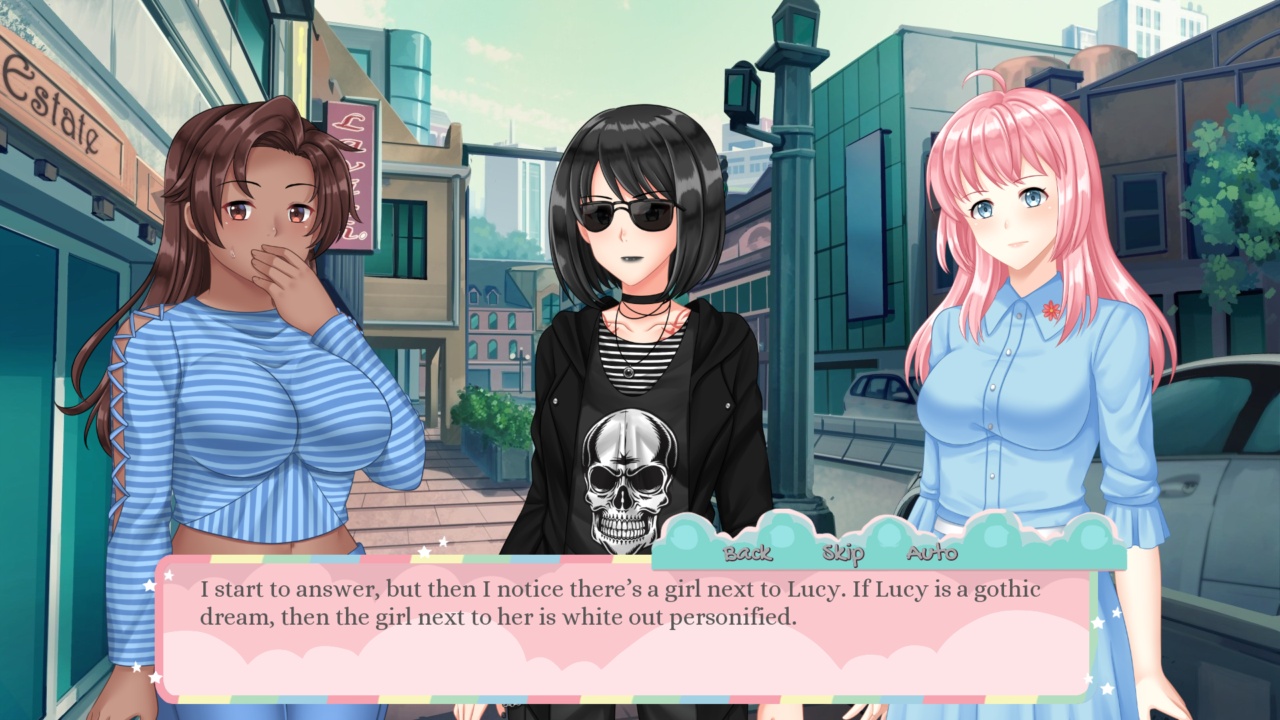 Estate
Back Skip Auto
I start to answer, but then I notice there's a girl next to Lucy. If Lucy is a gothic
dream, then the girl next to her is white out personified.